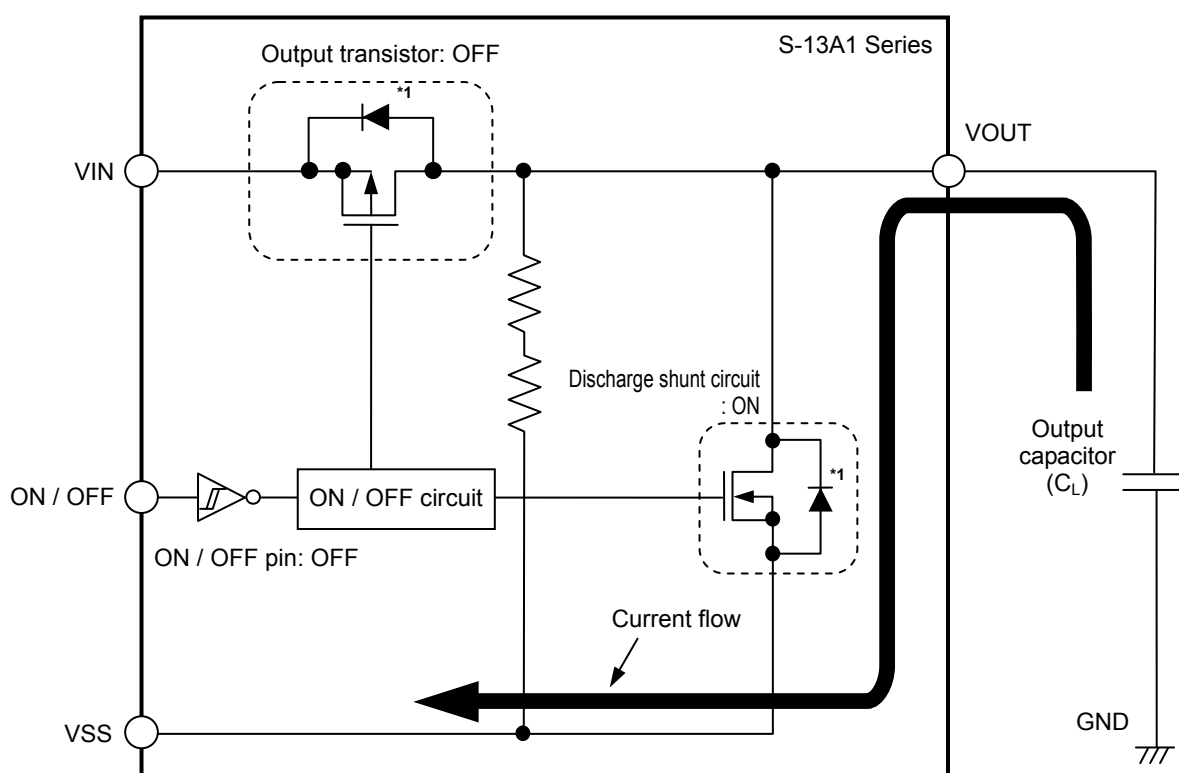 S-13A1 Series
Output transistor: OFF
*1
VOUT
VIN
Discharge shunt circuit
: ON
*1
Output
capacitor
(CL)
ON / OFF
ON / OFF circuit
ON / OFF pin: OFF
Current flow
GND
VSS